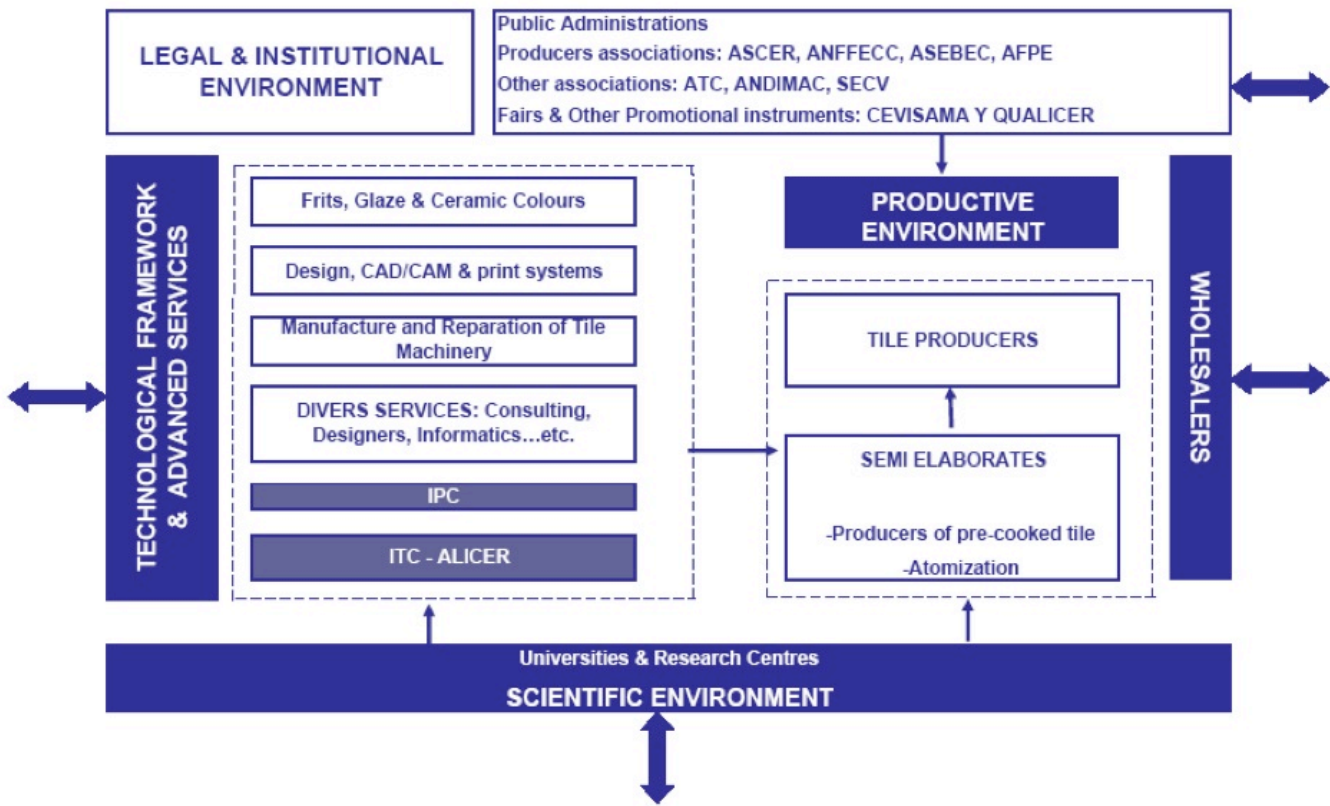 LEGAL & INSTITUTIONAL
ENVIRONMENT
Public Administrations
Producers associations: ASCER, ANFFECC, ASEBEC, AFPE
Other associations: ATC, ANDIMAC, SECV
Fairs & Other Promotional instruments: CEVISAMA Y QUALICER
TECHNOLOGICAL FRAMEWORK
& ADVANCED SERVICES
Frits, Glaze & Ceramic Colours
Design, CAD/CAM & print systems
Manufacture and Reparation of Tile
Machinery
DIVERS SERVICES: Consulting,
Designers, Informatics...etc.
IPC
ITC - ALICER
PRODUCTIVE
ENVIRONMENT
TILE PRODUCERS
SEMI ELABORATES
-Producers of pre-cooked tile
-Atomization
WHOLESALERS
Universities & Research Centres
SCIENTIFIC ENVIRONMENT